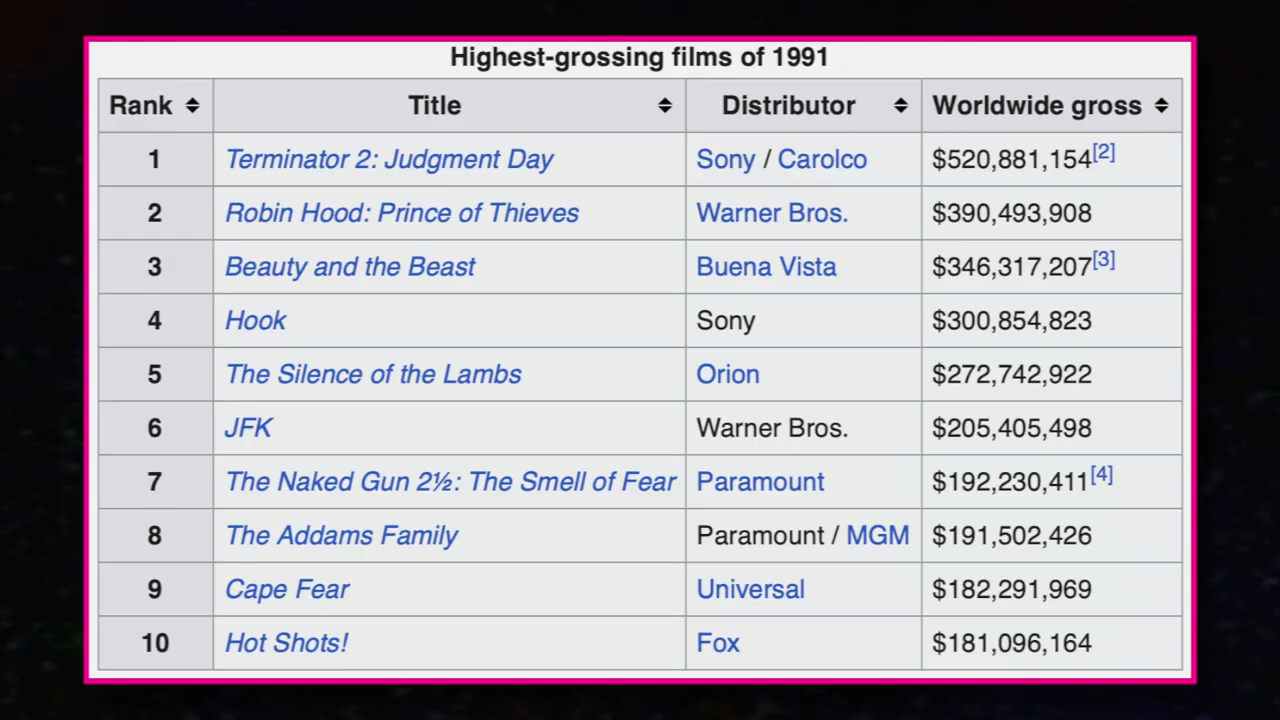 Highest-grossing films of 1991
Rank Title Distributor Worldwide gross
1 Terminator 2: Judgment Day Sony / Carolco $520,881,154[2]
2 Robin Hood: Prince of Thieves Warner Bros. $390,493,908
3 Beauty and the Beast Buena Vista $346,317,207[3]
4 Hook Sony $300,854,823
5 The Silence of the Lambs Orion $272,742,922
6 JFK Warner Bros. $205,405,498
7 The Naked Gun 2½: The Smell of Fear Paramount $192,230,411[4]
8 The Addams Family Paramount / MGM $191,502,426
9 Cape Fear Universal $182,291,969
10 Hot Shots! Fox $181,096,164